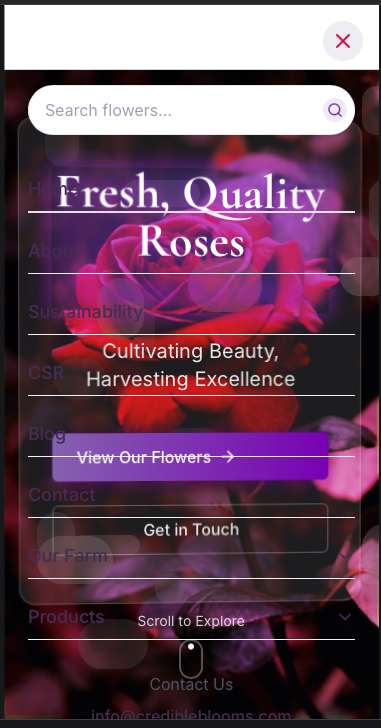 Search flowers...
Home
Fresh, Quality
Roses
About
Sustainability
Cultivating Beauty,
CSR
Harvesting Excellence
Blog
View Our Flowers →
Contact
Get in Touch
Our Farm
Products
Scroll to Explore
Contact Us
info@credibleblooms.com